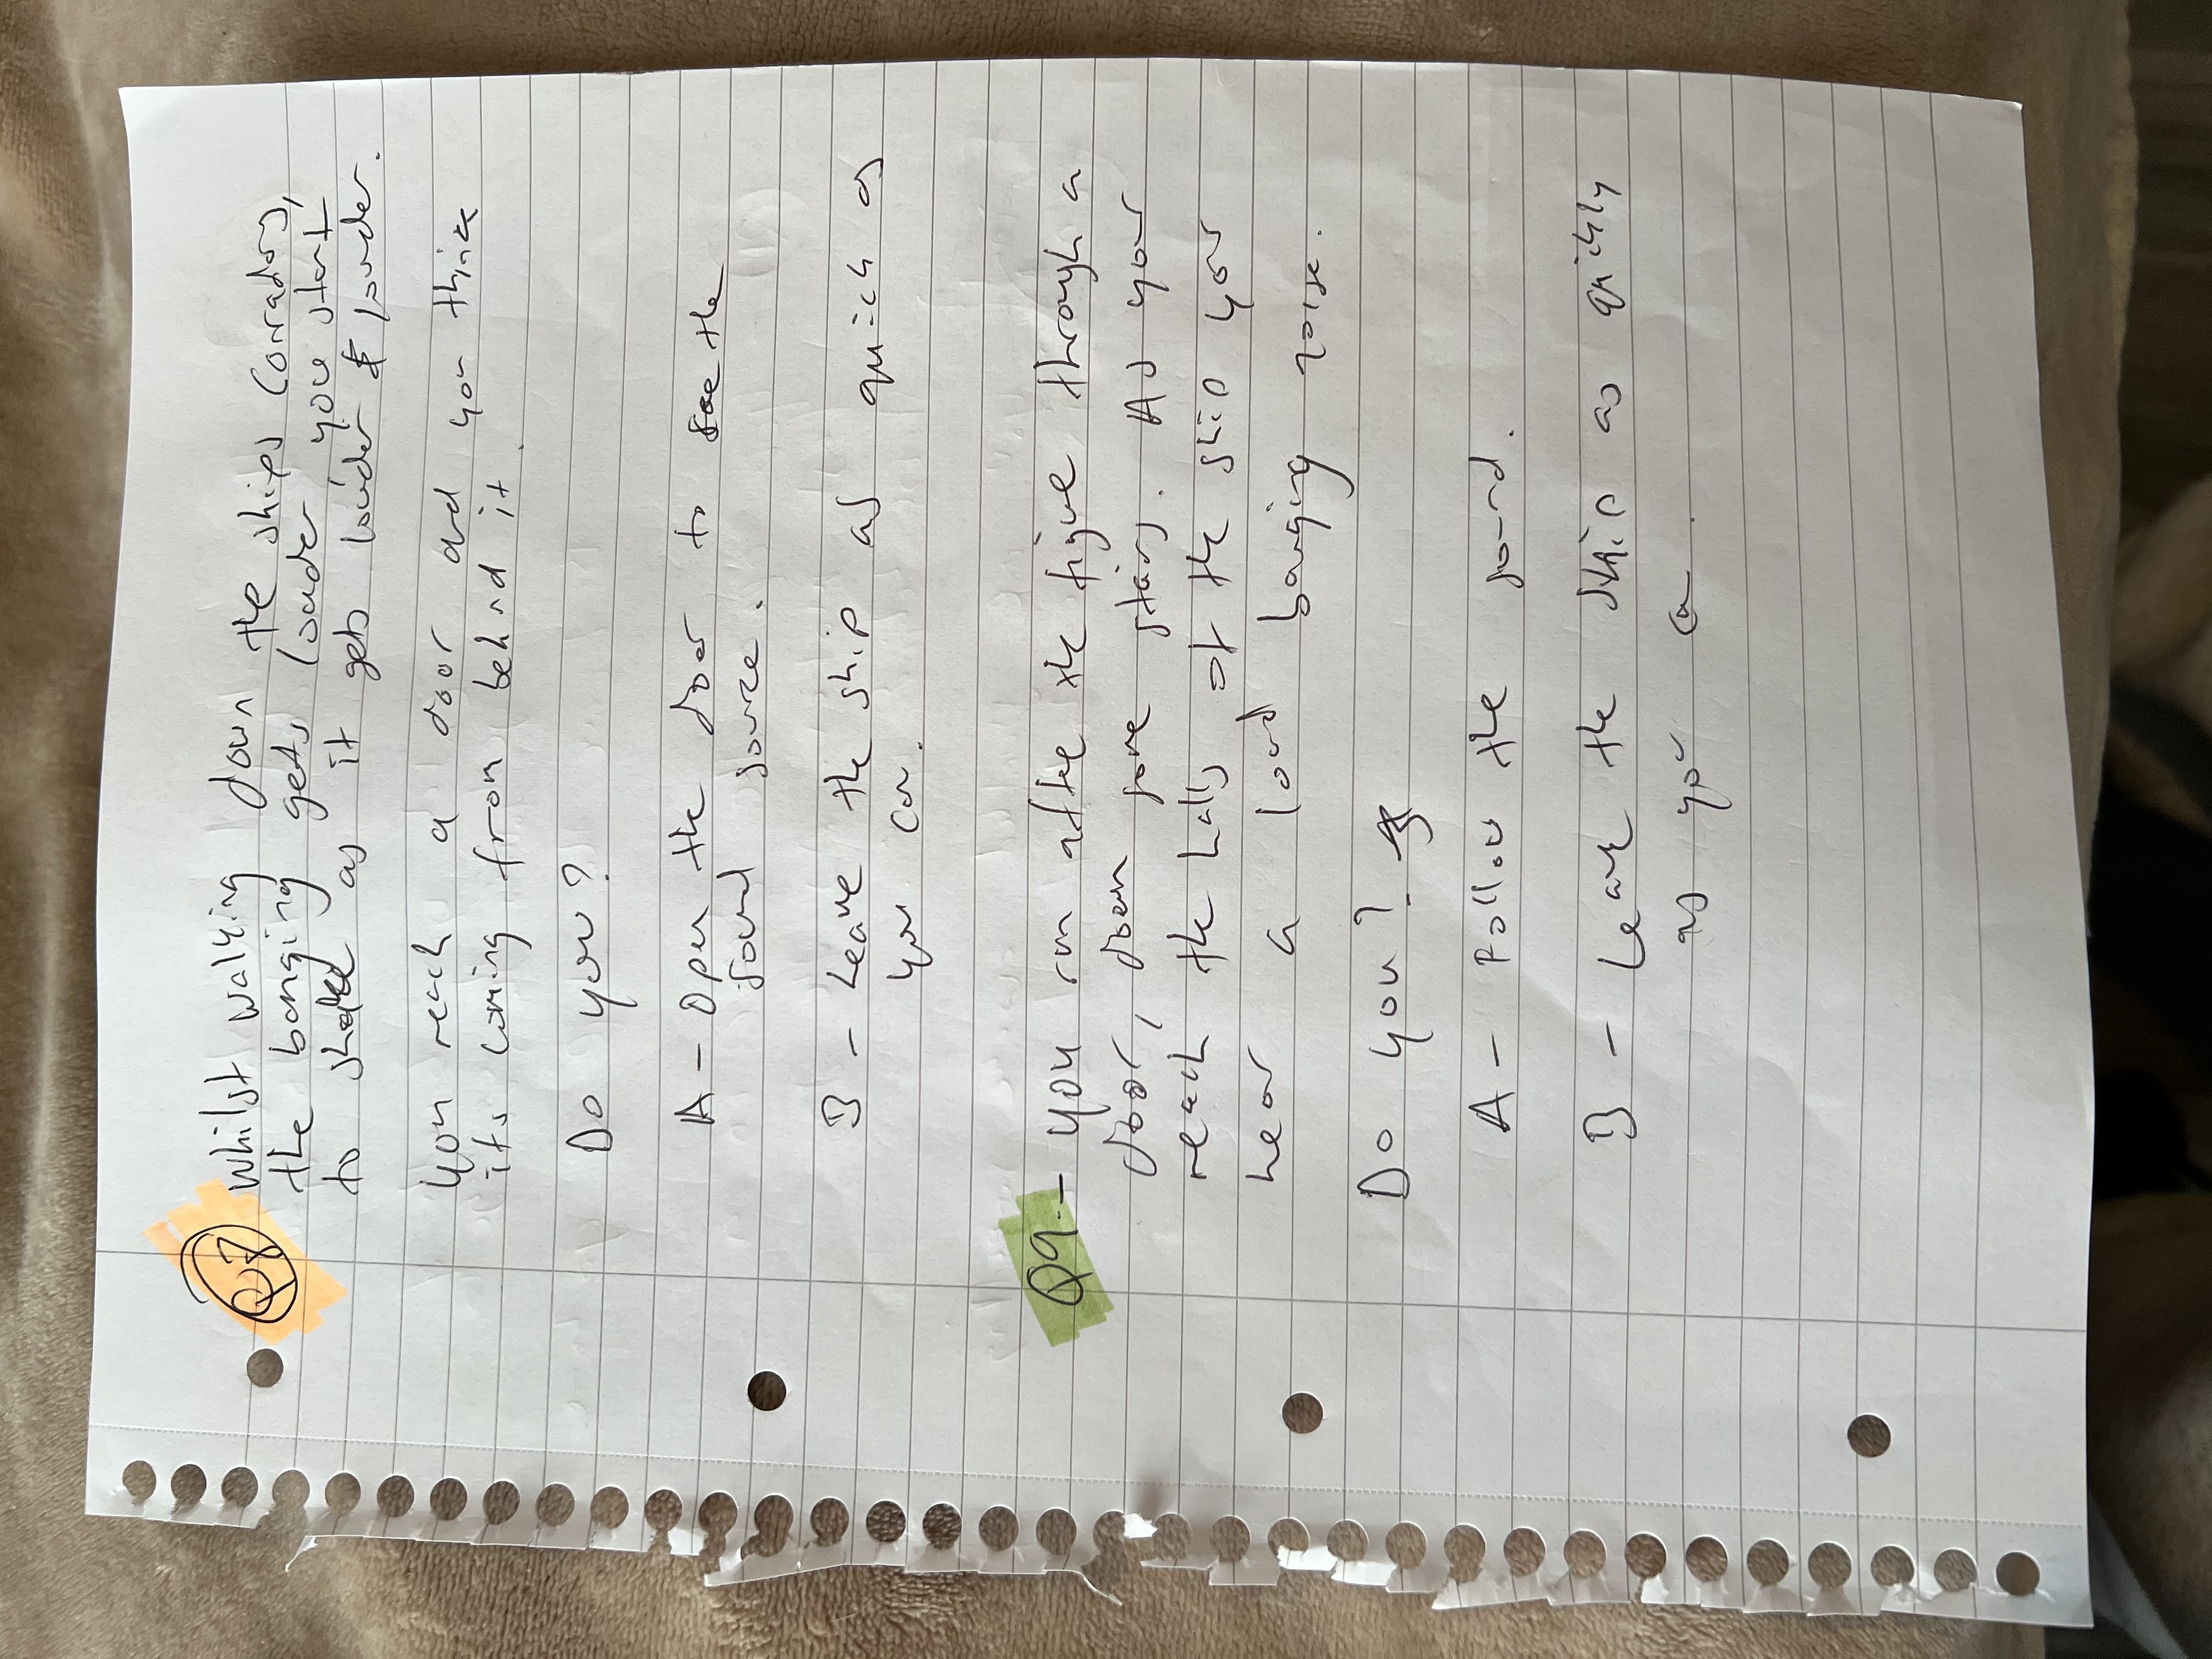 Q8 Whilst walking down the ships Corradors,
the banging gets louder, you start
to shake as it gets louder & louder.
you reach a door and you think
its coming from behind it.
Do you?
A - Open the door to see the
sound source.
B - Leave the ship as quick as
you can.
Q9 - you run after the figure through a
door, down some stairs. As your
reach the halls of the ship you
hear a loud banging noise.
Do you?
A - Follow the sound.
B - Leave the ship as quickly
as you can.